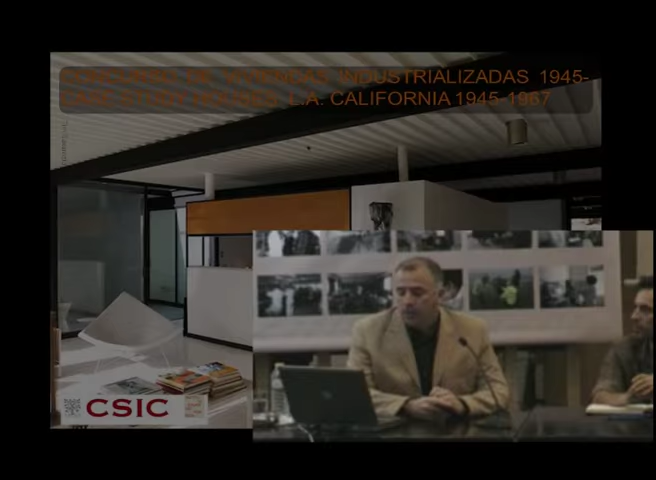 CONCURSO DE VIVIENDAS INDUSTRIALIZADAS 1945-
CASE STUDY HOUSES. L.A. CALIFORNIA 1945-1967
CSIC